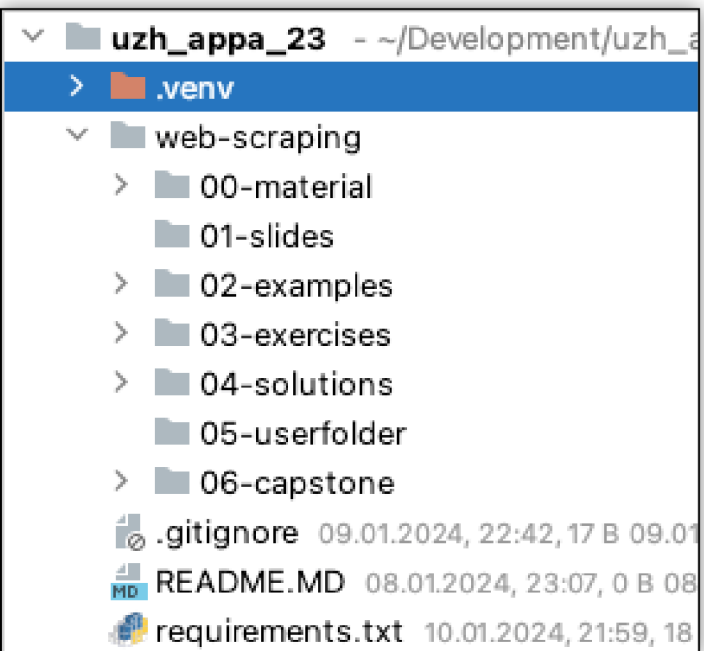 uzh_appa_23 - ~/Development/uzh_a
.venv
web-scraping
00-material
01-slides
02-examples
03-exercises
04-solutions
05-userfolder
06-capstone
.gitignore 09.01.2024, 22:42, 17 B 09.01
README.MD 08.01.2024, 23:07, 0 B 08
MD
requirements.txt 10.01.2024, 21:59, 18